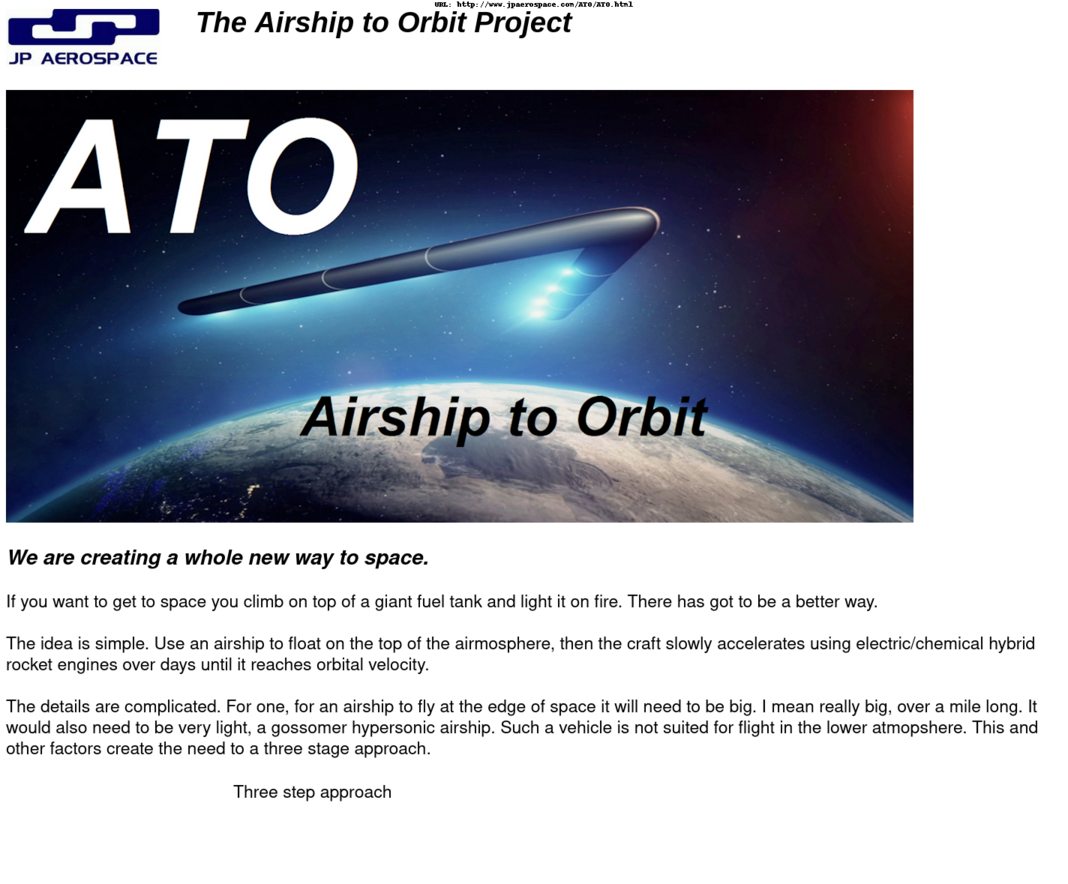 URL: http://www.jpaerospace.com/ATO/ATO.html
The Airship to Orbit Project
JP AEROSPACE
ATO
Airship to Orbit
We are creating a whole new way to space.
If you want to get to space you climb on top of a giant fuel tank and light it on fire. There has got to be a better way.
The idea is simple. Use an airship to float on the top of the airmosphere, then the craft slowly accelerates using electric/chemical hybrid
rocket engines over days until it reaches orbital velocity.
The details are complicated. For one, for an airship to fly at the edge of space it will need to be big. I mean really big, over a mile long. It
would also need to be very light, a gossomer hypersonic airship. Such a vehicle is not suited for flight in the lower atmopshere. This and
other factors create the need to a three stage approach.
Three step approach